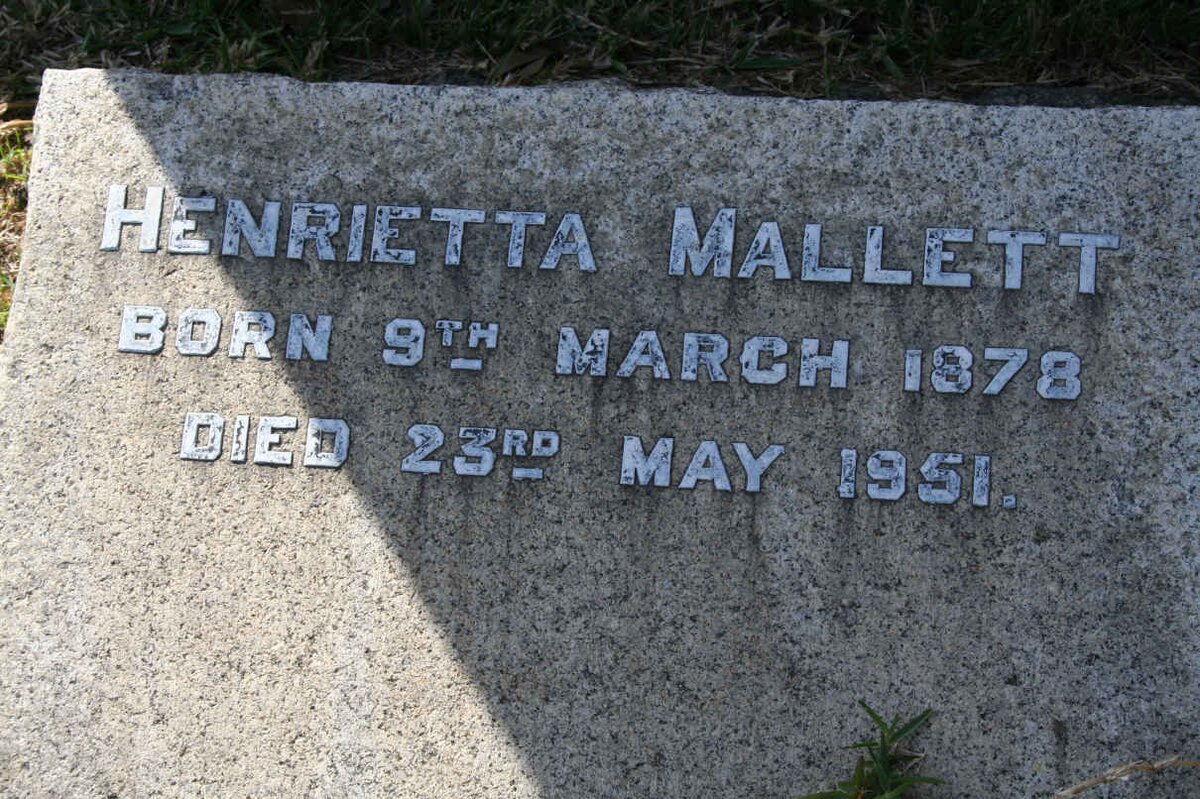 HENRIETTA MALLETT
BORN 9TH MARCH 1878
DIED 23RD MAY 1951.